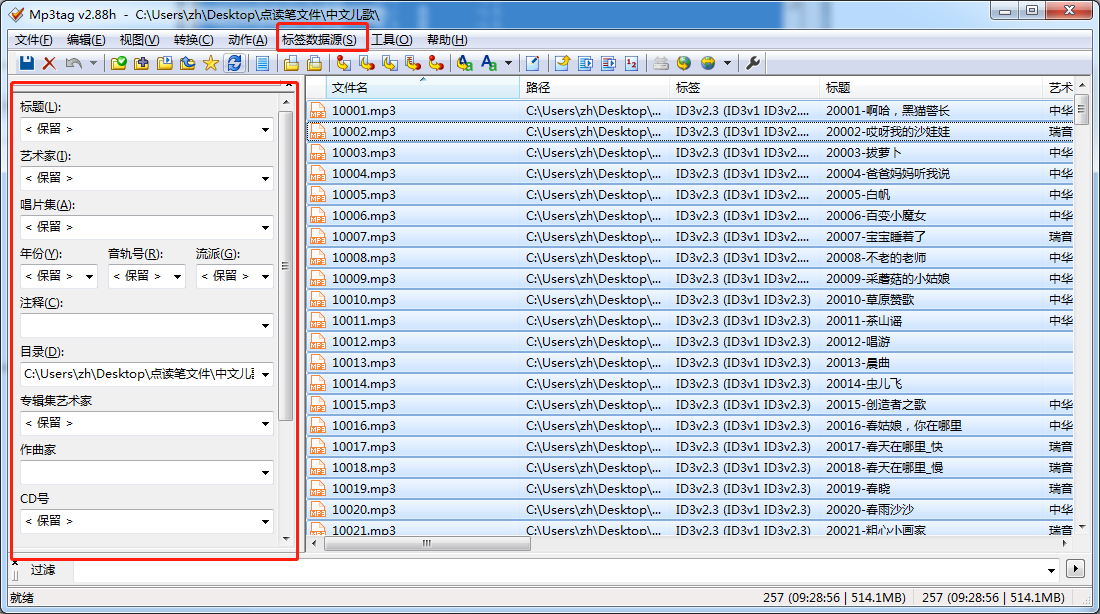 Mp3tag v2.88h - C:\Users\zh\Desktop\点读笔文件\中文儿歌\
文件(F) 编辑(E) 视图(V) 转换(C) 动作(A) 标签数据源(S) 工具(O) 帮助(H)
标题(L):
< 保留 >
艺术家(I):
< 保留 >
唱片集(A):
< 保留 >
年份(Y): 音轨号(R): 流派(G):
< 保留 > < 保留 > < 保留 >
注释(C):
目录(D):
C:\Users\zh\Desktop\点读笔文件\中文儿歌
专辑集艺术家
< 保留 >
作曲家
CD号
< 保留 >
文件名 路径 标签 标题 艺术
10001.mp3 C:\Users\zh\Desktop\... ID3v2.3 (ID3v1 ID3v2.... 20001-啊哈，黑猫警长 中华
10002.mp3 C:\Users\zh\Desktop\... ID3v2.3 (ID3v1 ID3v2.... 20002-哎呀我的沙娃娃 瑞音
10003.mp3 C:\Users\zh\Desktop\... ID3v2.3 (ID3v1 ID3v2.... 20003-拔萝卜 中华
10004.mp3 C:\Users\zh\Desktop\... ID3v2.3 (ID3v1 ID3v2.... 20004-爸爸妈妈听我说 中华
10005.mp3 C:\Users\zh\Desktop\... ID3v2.3 (ID3v1 ID3v2.... 20005-白帆 中华
10006.mp3 C:\Users\zh\Desktop\... ID3v2.3 (ID3v1 ID3v2.... 20006-百变小魔女 中华
10007.mp3 C:\Users\zh\Desktop\... ID3v2.3 (ID3v1 ID3v2.... 20007-宝宝睡着了 瑞音
10008.mp3 C:\Users\zh\Desktop\... ID3v2.3 (ID3v1 ID3v2.... 20008-不老的老师 中华
10009.mp3 C:\Users\zh\Desktop\... ID3v2.3 (ID3v1 ID3v2.... 20009-采蘑菇的小姑娘 中华
10010.mp3 C:\Users\zh\Desktop\... ID3v2.3 (ID3v1 ID3v2.3) 20010-草原赞歌 中华
10011.mp3 C:\Users\zh\Desktop\... ID3v2.3 (ID3v1 ID3v2.3) 20011-茶山谣 中华
10012.mp3 C:\Users\zh\Desktop\... ID3v2.3 (ID3v1 ID3v2.3) 20012-唱游
10013.mp3 C:\Users\zh\Desktop\... ID3v2.3 (ID3v1 ID3v2.3) 20013-晨曲
10014.mp3 C:\Users\zh\Desktop\... ID3v2.3 (ID3v1 ID3v2.3) 20014-虫儿飞
10015.mp3 C:\Users\zh\Desktop\... ID3v2.3 (ID3v1 ID3v2.3) 20015-创造者之歌 中华
10016.mp3 C:\Users\zh\Desktop\... ID3v2.3 (ID3v1 ID3v2.3) 20016-春姑娘，你在哪里 中华
10017.mp3 C:\Users\zh\Desktop\... ID3v2.3 (ID3v1 ID3v2.3) 20017-春天在哪里_快 瑞音
10018.mp3 C:\Users\zh\Desktop\... ID3v2.3 (ID3v1 ID3v2.3) 20018-春天在哪里_慢 瑞音
10019.mp3 C:\Users\zh\Desktop\... ID3v2.3 (ID3v1 ID3v2.3) 20019-春晓 瑞音
10020.mp3 C:\Users\zh\Desktop\... ID3v2.3 (ID3v1 ID3v2.3) 20020-春雨沙沙 中华
10021.mp3 C:\Users\zh\Desktop\... ID3v2.3 (ID3v1 ID3v2.3) 20021-粗心小画家 瑞音
过滤
就绪 257 (09:28:56 | 514.1MB) 257 (09:28:56 | 514.1MB)